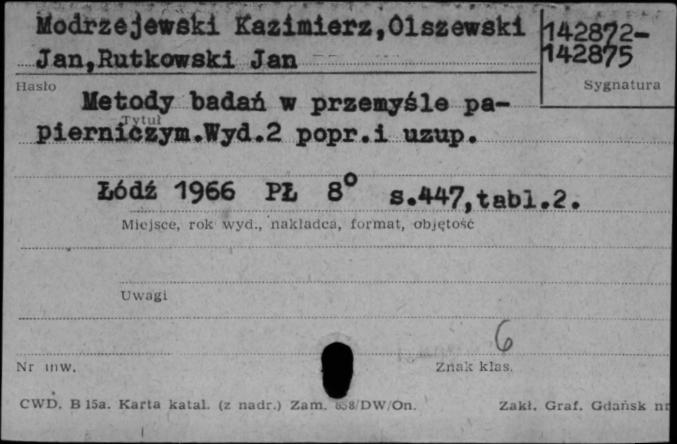 Modrzejewski Kazimierz,Olszewski
Jan,Rutkowski Jan
142872-
142875
Hasło
Sygnatura
Metody badań w przemyśle pa-
Tytuł
pierniczym.Wyd.2 popr.i uzup.
Łódź 1966 PŁ 8° s.447,tabl.2.
Miejsce, rok wyd., nakładca, format, objętość
Uwagi
6
Nr inw.
Znak klas.
CWD. B 15a. Karta katal. (z nadr.) Zam. 858/DW/On.
Zakł. Graf. Gdańsk